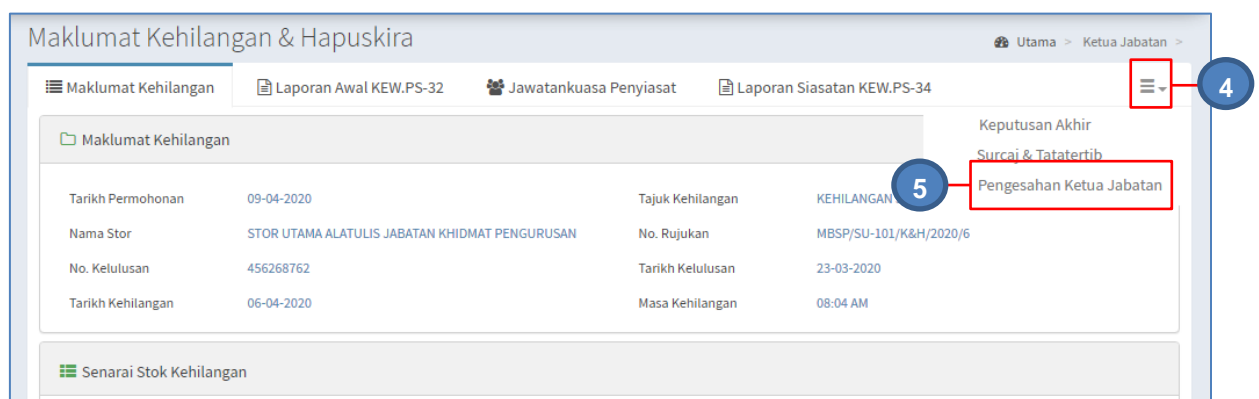 Maklumat Kehilangan & Hapuskira
Utama > Ketua Jabatan >
Maklumat Kehilangan Laporan Awal KEW.PS-32 Jawatankuasa Penyiasat Laporan Siasatan KEW.PS-34
4
Keputusan Akhir
Surcaj & Tatatertib
5 Pengesahan Ketua Jabatan
Maklumat Kehilangan
Tarikh Permohonan 09-04-2020 Tajuk Kehilangan KEHILANGAN
Nama Stor STOR UTAMA ALATULIS JABATAN KHIDMAT PENGURUSAN No. Rujukan MBSP/SU-101/K&H/2020/6
No. Kelulusan 456268762 Tarikh Kelulusan 23-03-2020
Tarikh Kehilangan 06-04-2020 Masa Kehilangan 08:04 AM
Senarai Stok Kehilangan